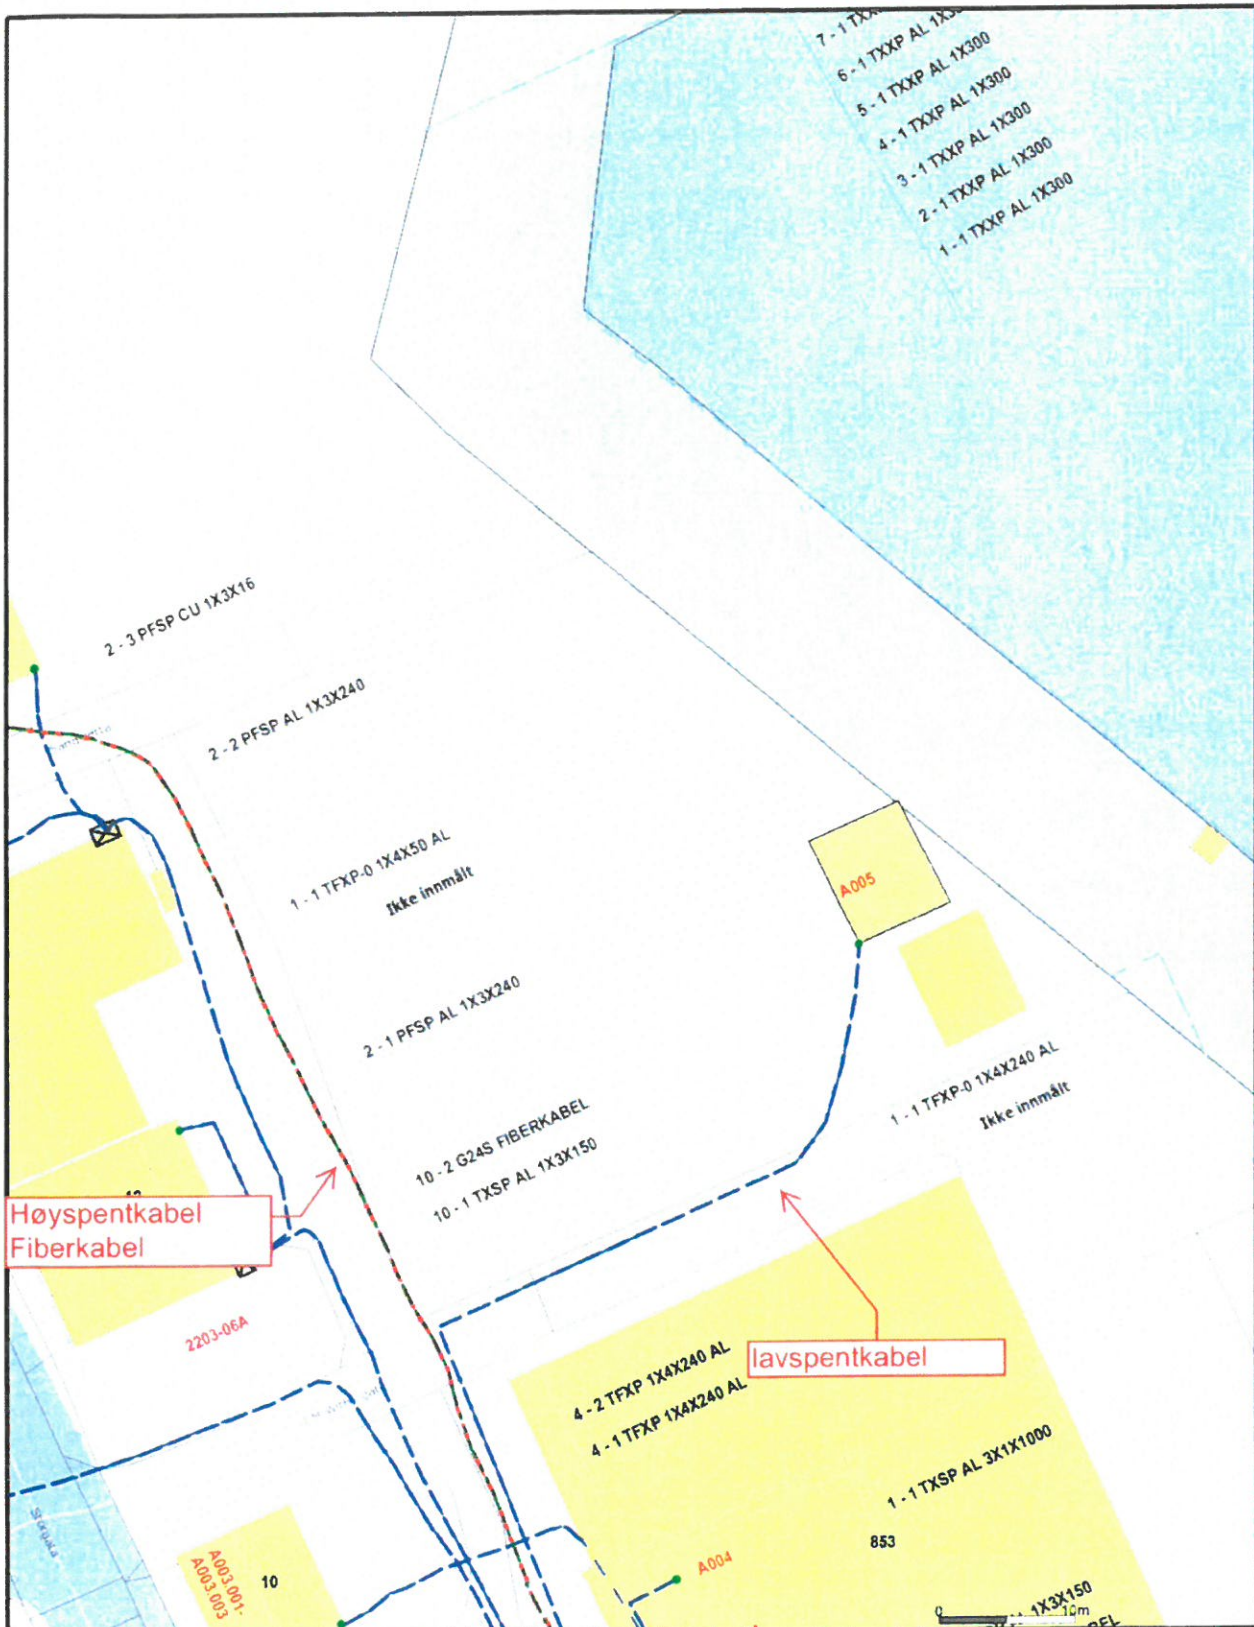 6 - 1 TXXP AL
5 - 1 TXXP AL 1X300
4 - 1 TXXP AL 1X300
3 - 1 TXXP AL 1X300
2 - 1 TXXP AL 1X300
1 - 1 TXXP AL 1X300
2 - 3 PFSP CU 1X3X16
2 - 2 PFSP AL 1X3X240
1 - 1 TFXP-0 1X4X50 AL
Ikke innmålt
A005
2 - 1 PFSP AL 1X3X240
1 - 1 TFXP-0 1X4X240 AL
Ikke innmålt
10 - 2 G24S FIBERKABEL
10 - 1 TXSP AL 1X3X150
Høyspentkabel
Fiberkabel
2203-06A
lavspentkabel
4 - 2 TFXP 1X4X240 AL
4 - 1 TFXP 1X4X240 AL
1 - 1 TXSP AL 3X1X1000
Storgata
853
A003.001-
A003.003
10
A004
1X3X150
0 10m